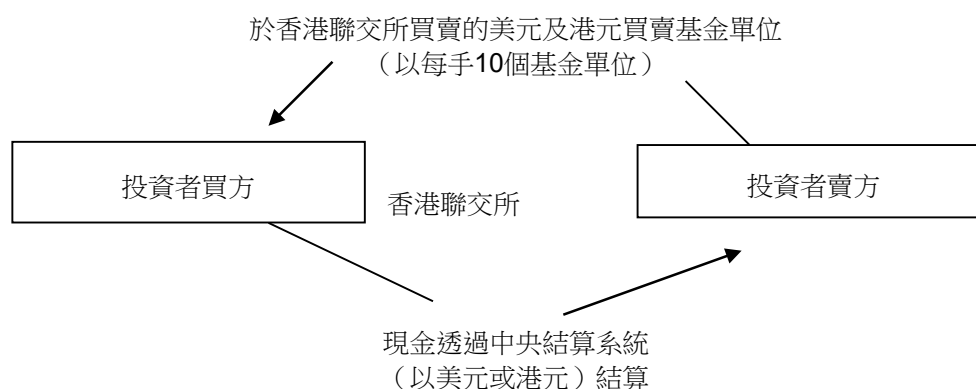 於香港聯交所買賣的美元及港元買賣基金單位
（以每手10個基金單位）
投資者買方
投資者賣方
香港聯交所
現金透過中央結算系統
（以美元或港元）結算